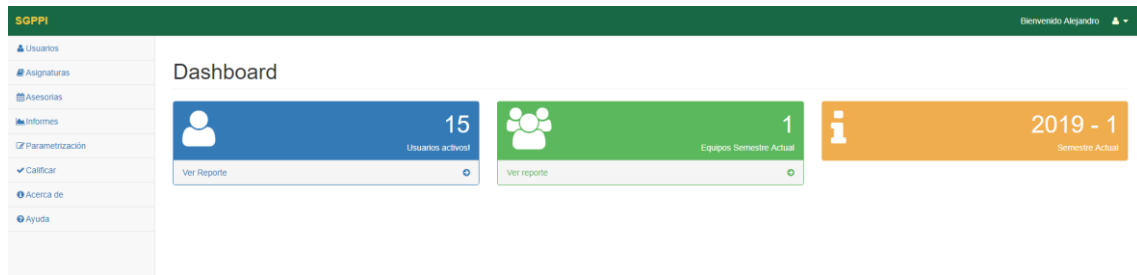 SGPPI
Bienvenido Alejandro
Usuarios
Asignaturas
Asesorias
Informes
Parametrización
Calificar
Acerca de
Ayuda
Dashboard
15
Usuarios activos!
Ver Reporte
1
Equipos Semestre Actual
Ver reporte
2019 - 1
Semestre Actual